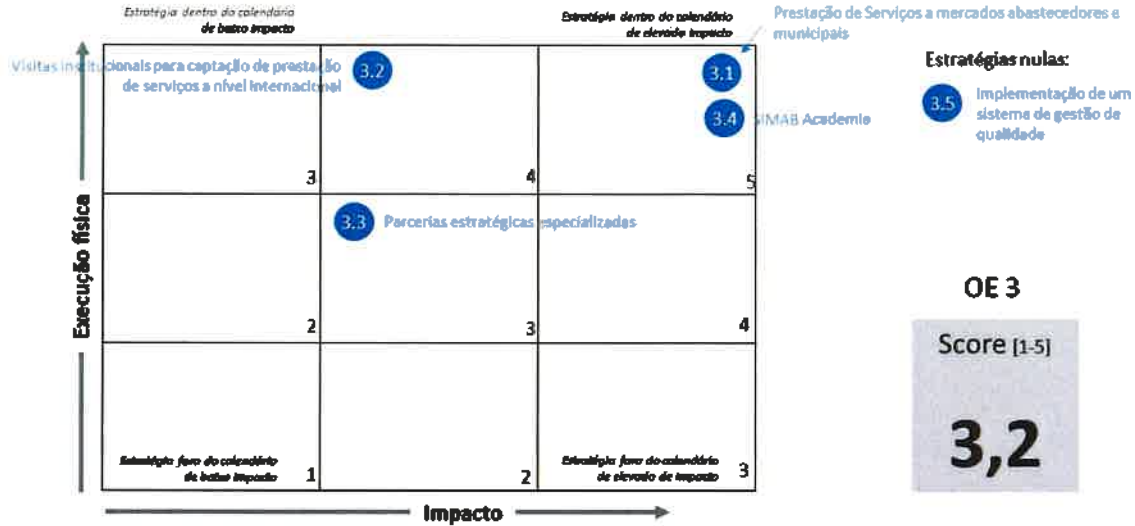 Estratégia dentro do calendário
de baixo impacto
Estratégia dentro do calendário
de elevado impacto
Prestação de Serviços a mercados abastecedores e
municipais
Visitas institucionais para captação de prestação
de serviços a nível internacional
3.2
3.1
3.4
SIMAB Academia
Estratégias nulas:
3.5
Implementação de um
sistema de gestão de
qualidade
3
4
5
3.3
Parcerias estratégicas especializadas
Execução física
2
3
4
OE 3
Score [1-5]
3,2
Estratégia fora do calendário
de baixo impacto
1
2
Estratégia fora do calendário
de elevado de impacto
3
Impacto